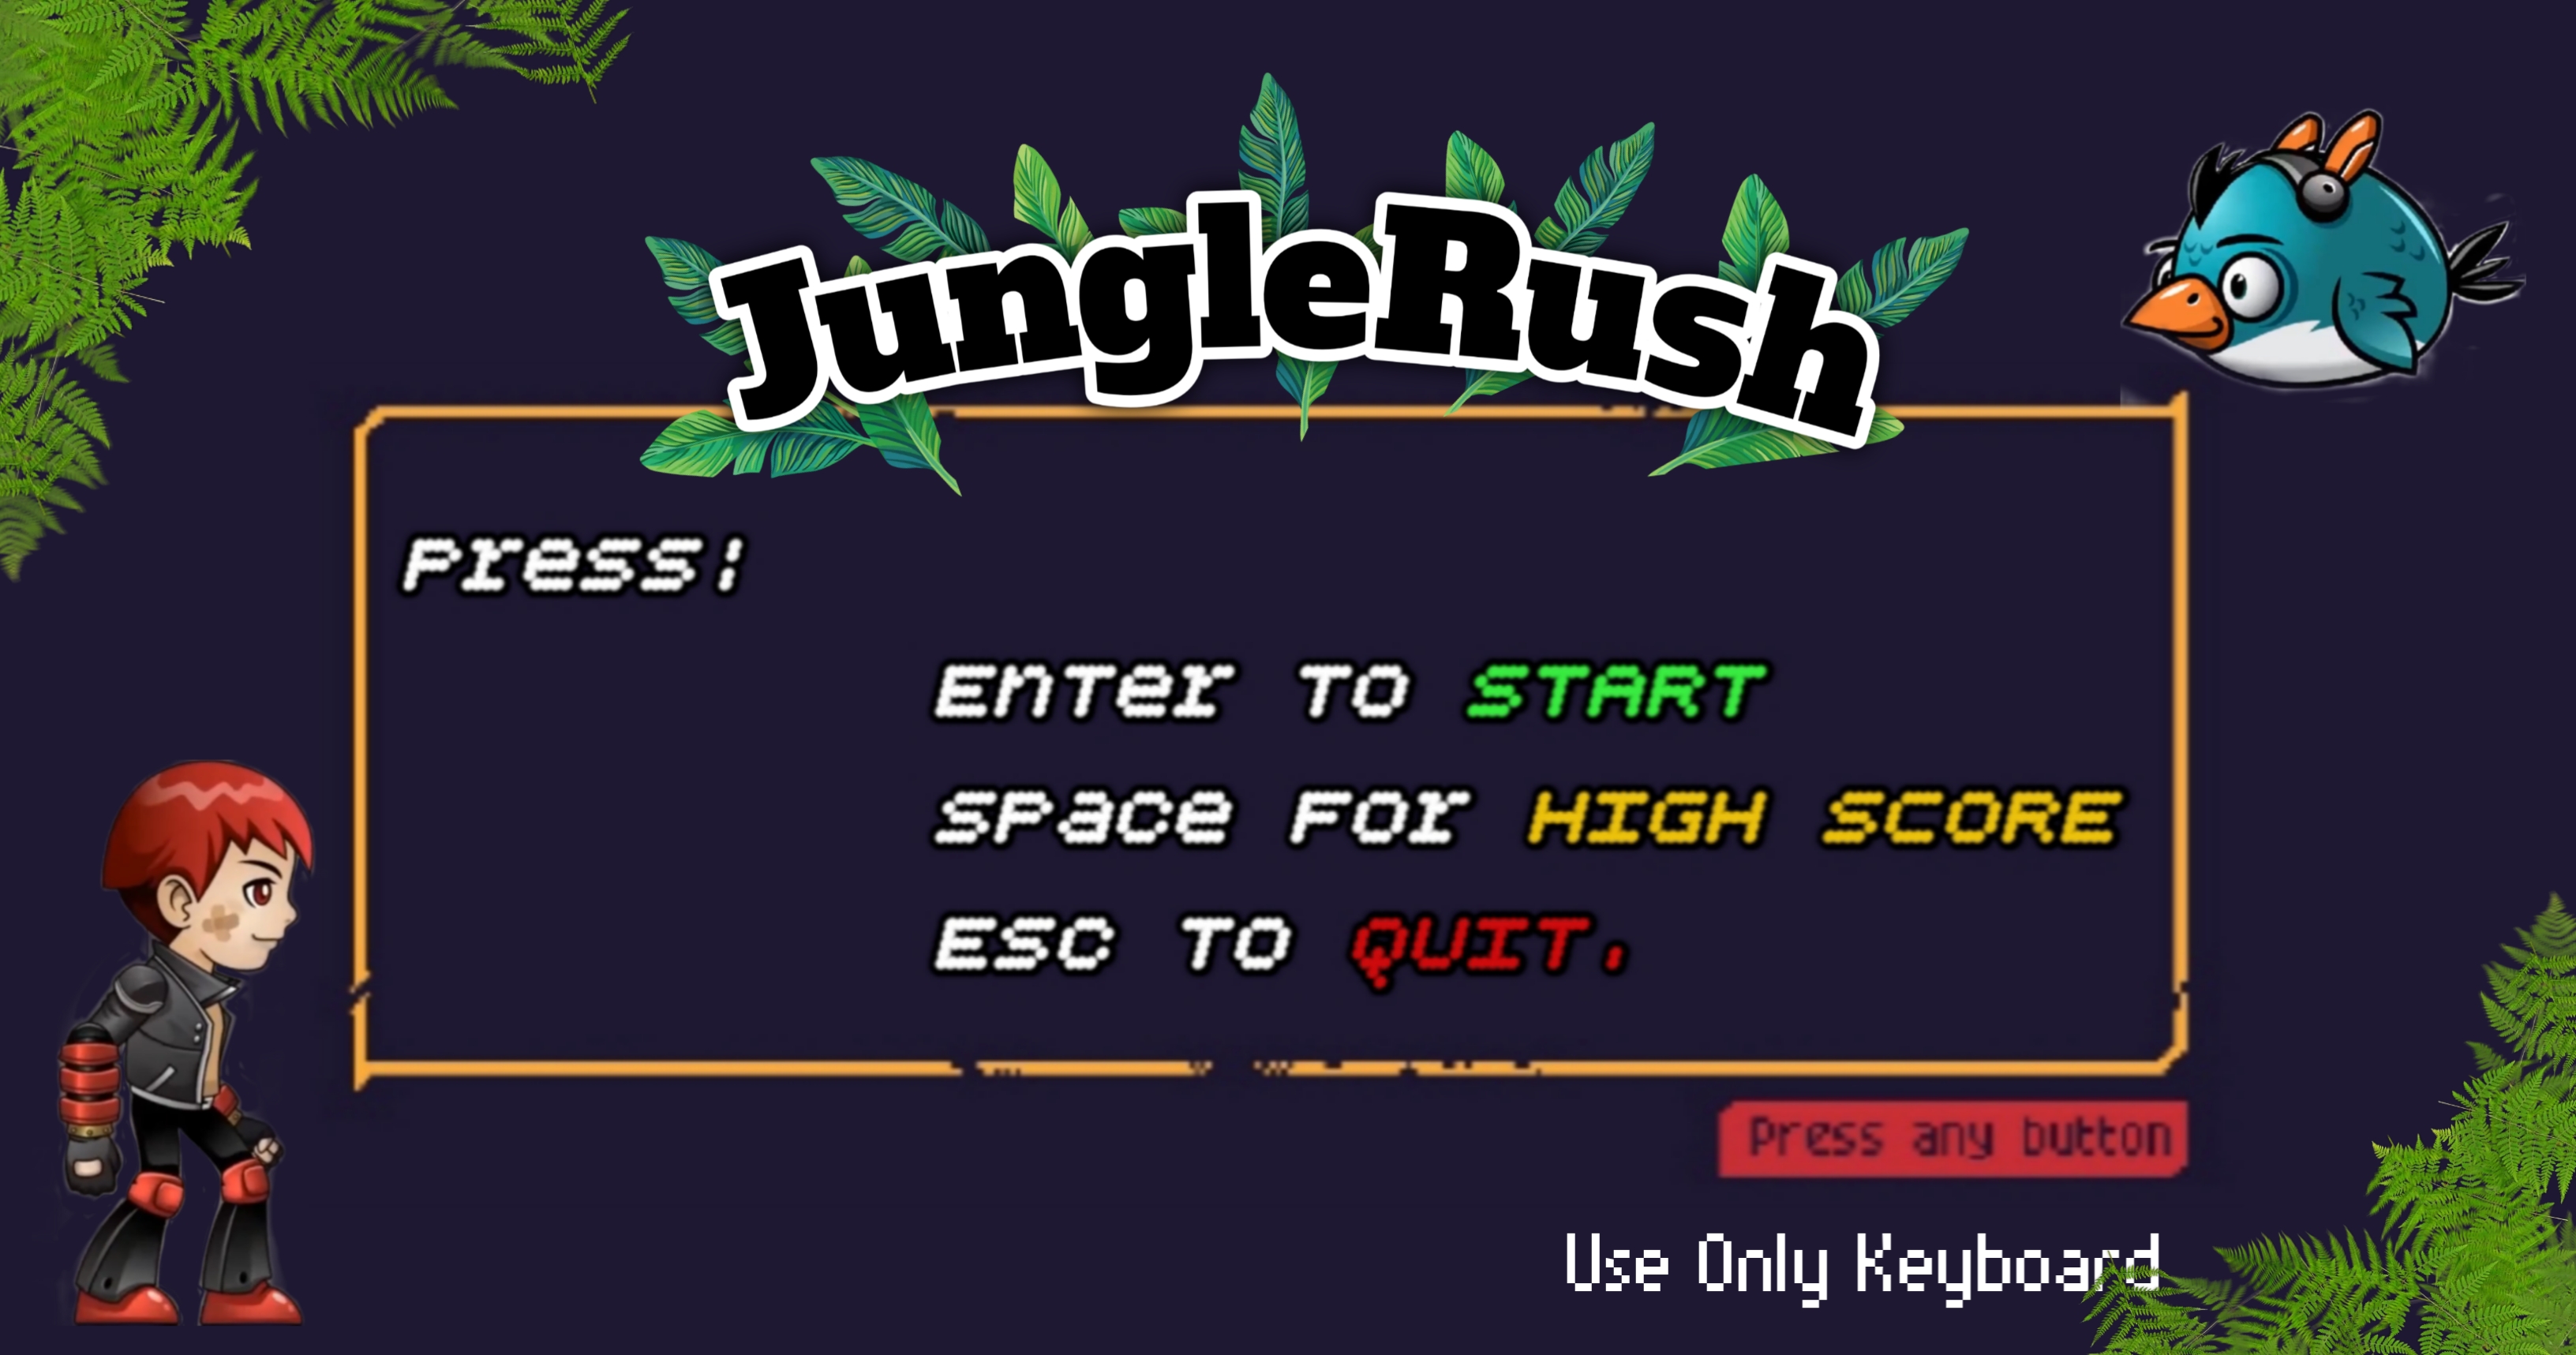 JungleRush
Press!
Enter TO START
Space For HIGH SCORE
ESC TO QUIT.
Press any button
Use Only Keyboard